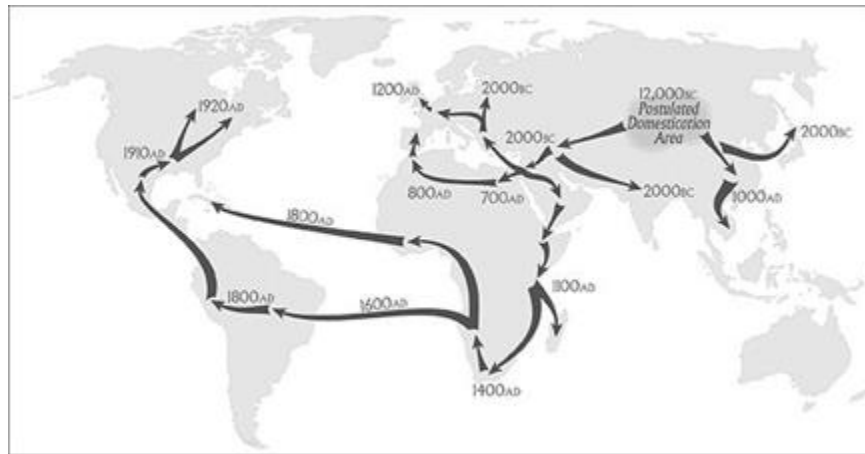 1200AD
2000BC
12,000BC
Postulated
Domestication
Area
1920AD
2000BC
2000BC
1910AD
800AD
700AD
2000BC
1000AD
1800AD
1800AD
1600AD
1100AD
1400AD